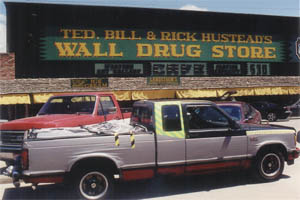 TED, BILL & RICK HUSTEAD'S
WALL DRUG STORE